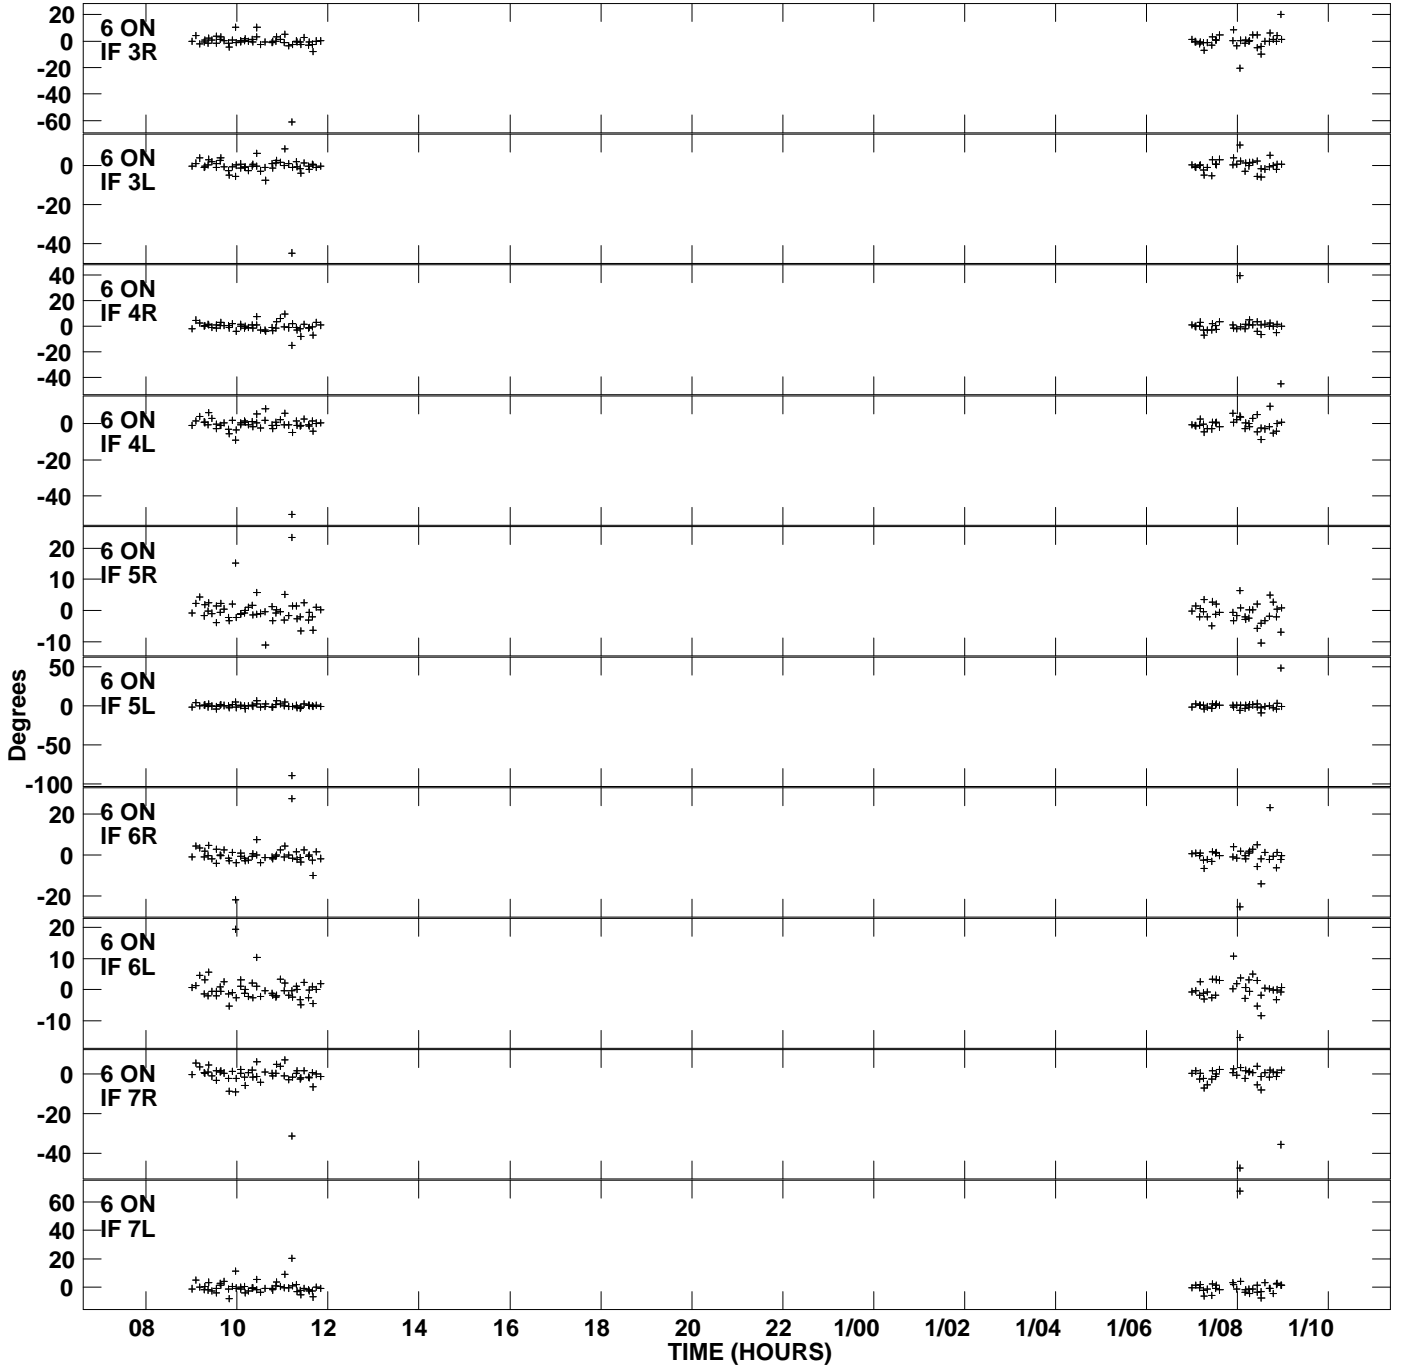 20
0
-20
-40
-60
6 ON
IF 3R
0
-20
-40
6 ON
IF 3L
40
20
0
-20
-40
6 ON
IF 4R
0
-20
-40
6 ON
IF 4L
20
10
0
-10
6 ON
IF 5R
50
0
-50
-100
6 ON
IF 5L
20
0
-20
6 ON
IF 6R
20
10
0
-10
6 ON
IF 6L
0
-20
-40
6 ON
IF 7R
60
40
20
0
6 ON
IF 7L
Degrees
08 10 12 14 16 18 20 22 1/00 1/02 1/04 1/06 1/08 1/10
TIME (HOURS)